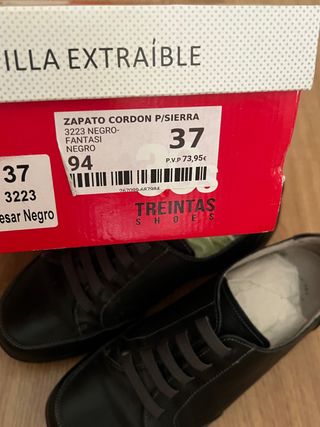 ILLA EXTRAÍBLE
ZAPATO CORDON P/SIERRA
3223 NEGRO-
FANTASI
NEGRO
37
94
P.V.P 73,95€
37
3223
esar Negro
TREINTAS
SHOES